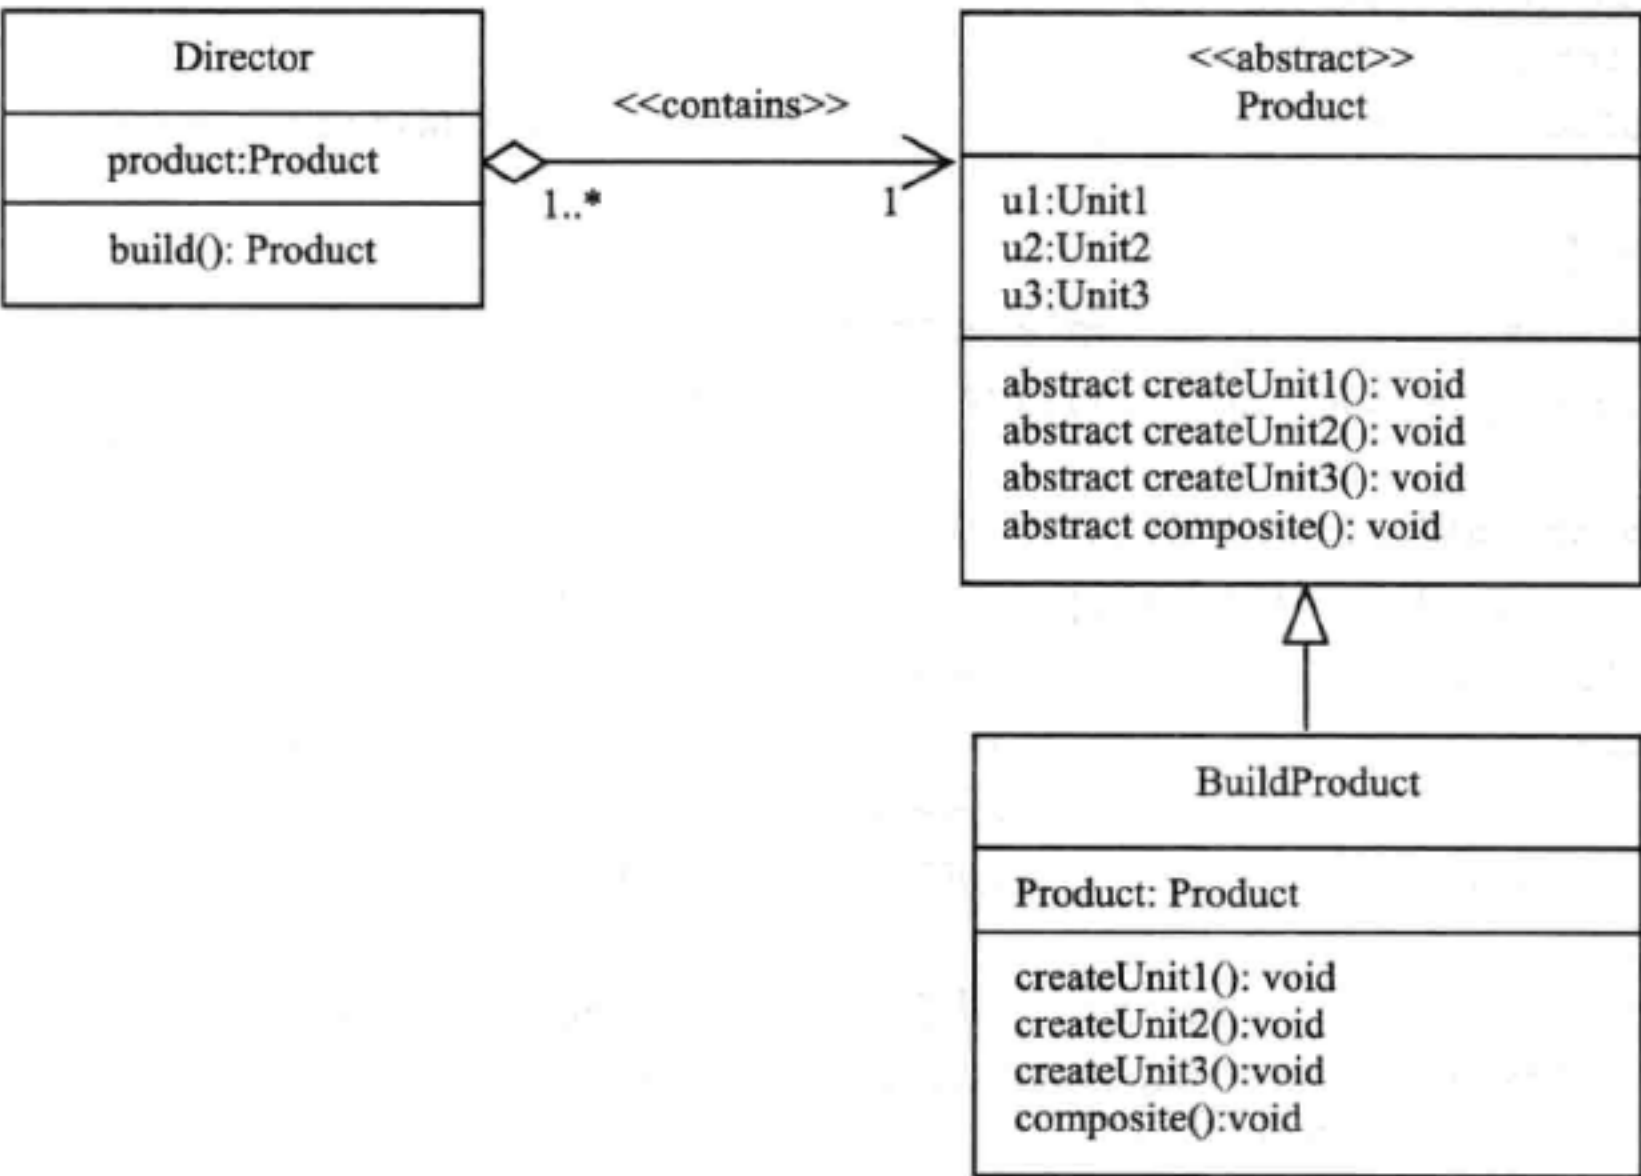 Director
product:Product
build(): Product
<<contains>>
1..*
1
<<abstract>>
Product
u1:Unit1
u2:Unit2
u3:Unit3
abstract createUnit1(): void
abstract createUnit2(): void
abstract createUnit3(): void
abstract composite(): void
BuildProduct
Product: Product
createUnit1(): void
createUnit2():void
createUnit3():void
composite():void